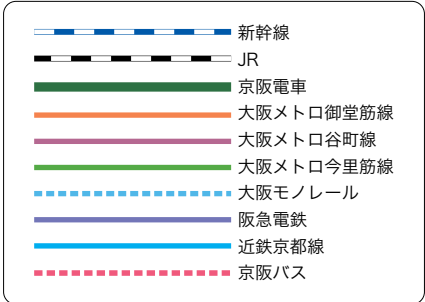 新幹線
JR
京阪電車
大阪メトロ御堂筋線
大阪メトロ谷町線
大阪メトロ今里筋線
大阪モノレール
阪急電鉄
近鉄京都線
京阪バス